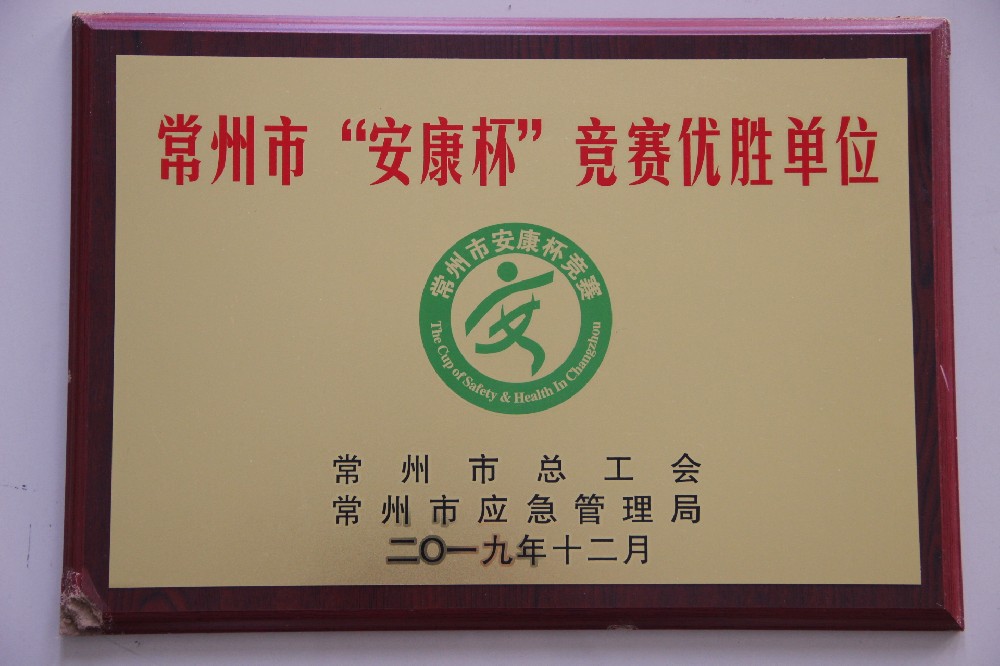 常州市“安康杯”竞赛优胜单位
常州市安康杯竞赛
The Cup of Safety & Health In Changzhou
常州市总工会
常州市应急管理局
二〇一九年十二月